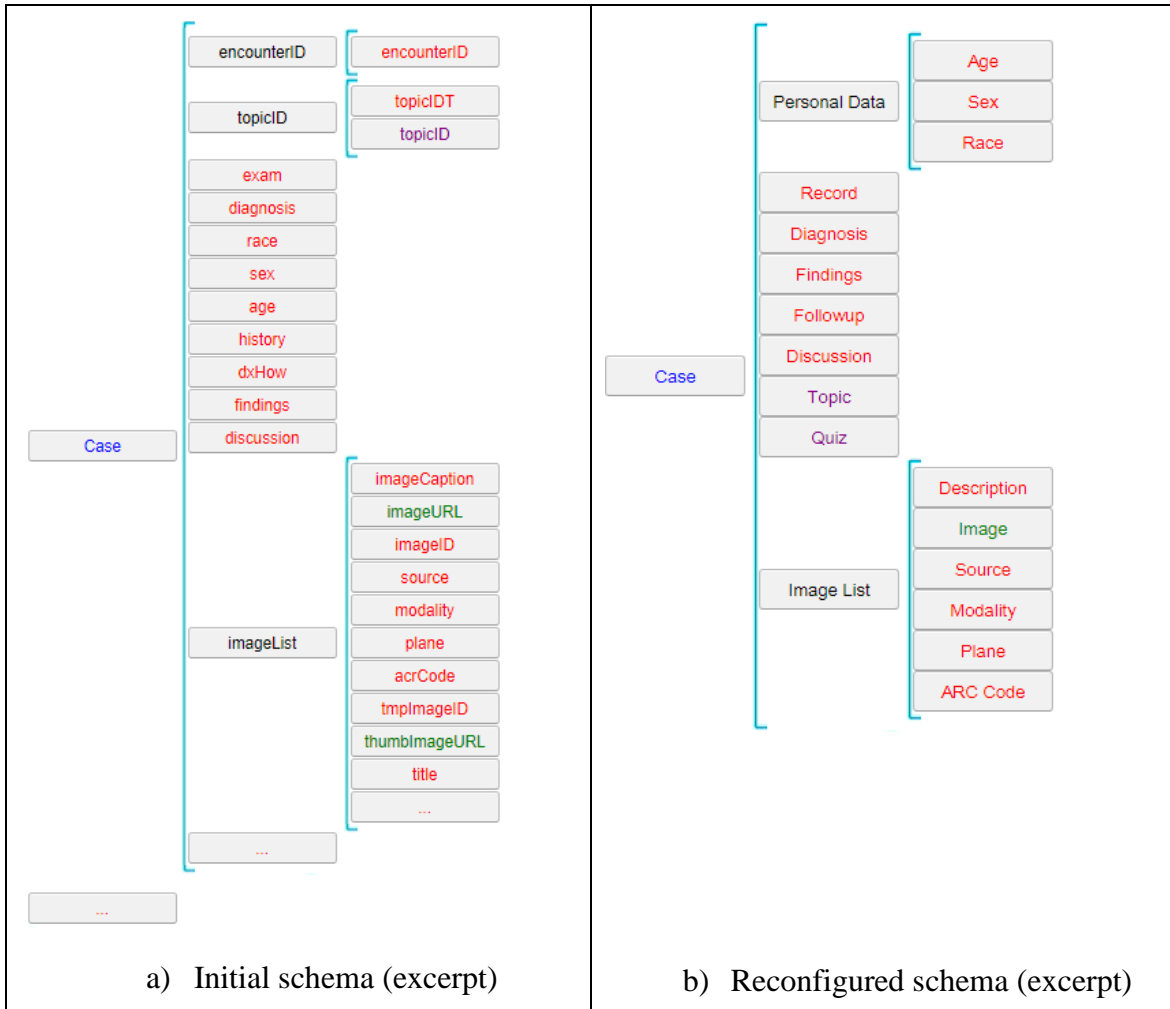 encounterID
encounterID
topicID
topicIDT
topicID
exam
diagnosis
race
sex
age
history
dxHow
findings
discussion
Case
imageList
imageCaption
imageURL
imageID
source
modality
plane
acrCode
tmpImageID
thumbImageURL
title
...
...
...
a) Initial schema (excerpt)
Personal Data
Age
Sex
Race
Record
Diagnosis
Findings
Followup
Discussion
Topic
Quiz
Case
Image List
Description
Image
Source
Modality
Plane
ARC Code
b) Reconfigured schema (excerpt)